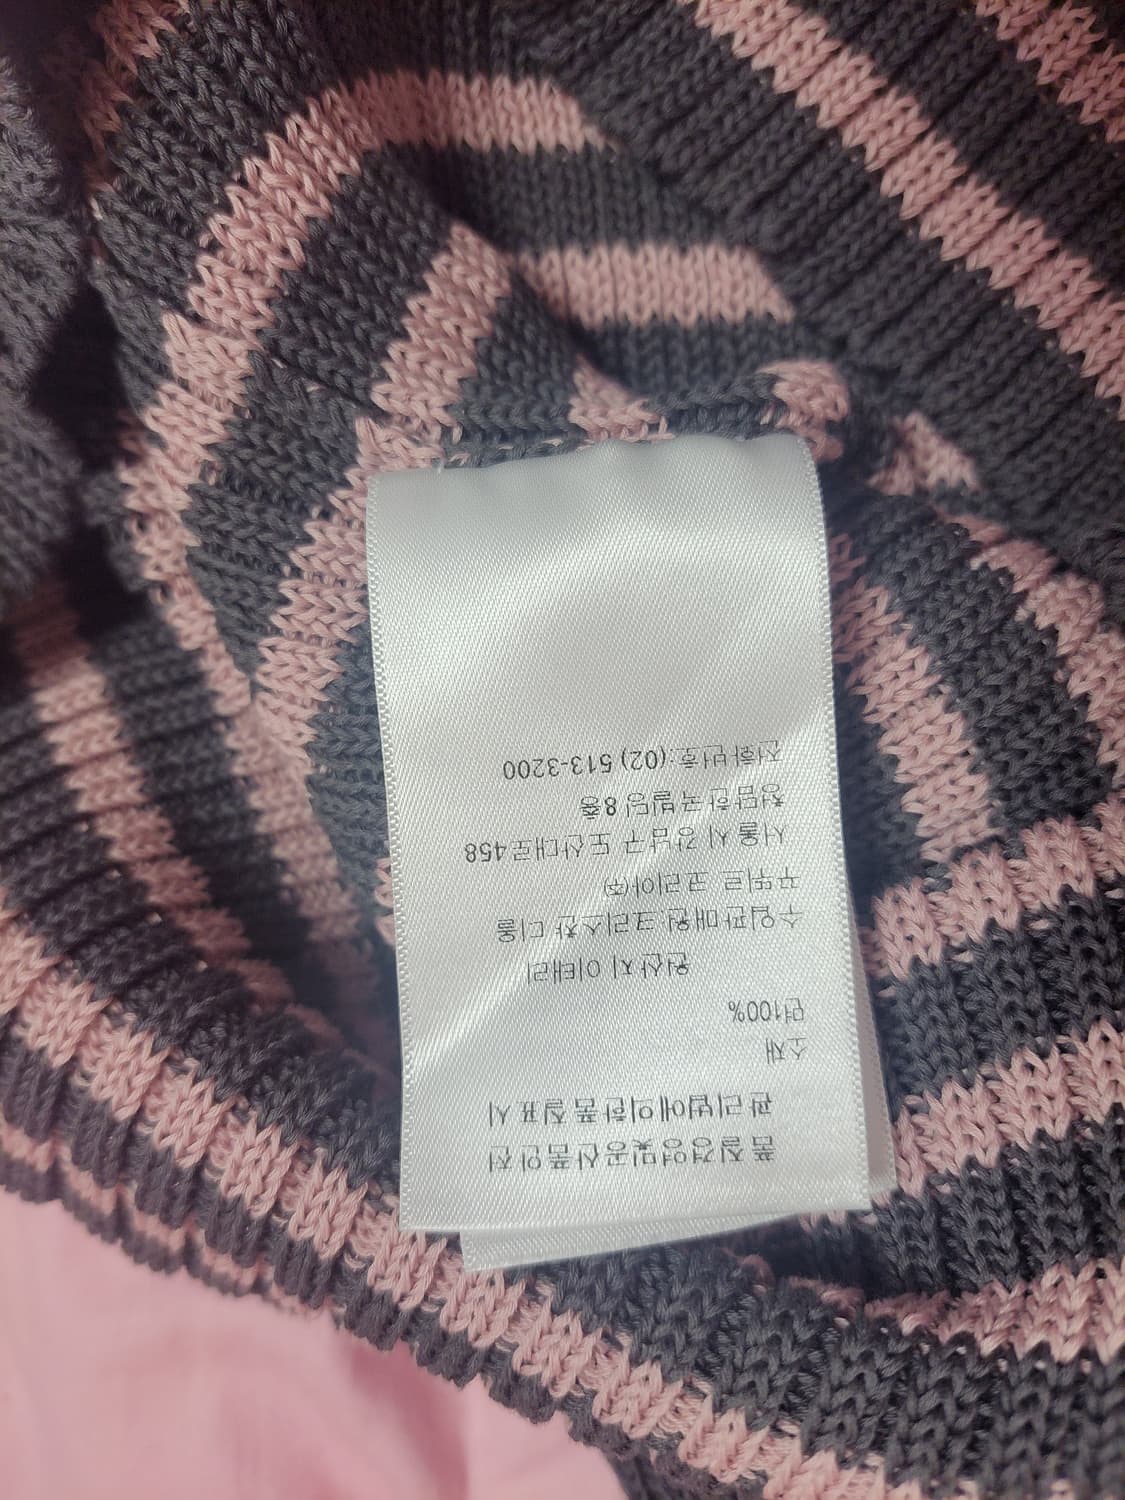 품질경영및공산품안전
관리법에의한품질표시
소재
면100%
원산지 이태리
수입판매원:크리스챤 디올
꾸뛰르 코리아㈜
서울시 강남구 도산대로458
청담한국빌딩 8층
전화번호:(02) 513-3200